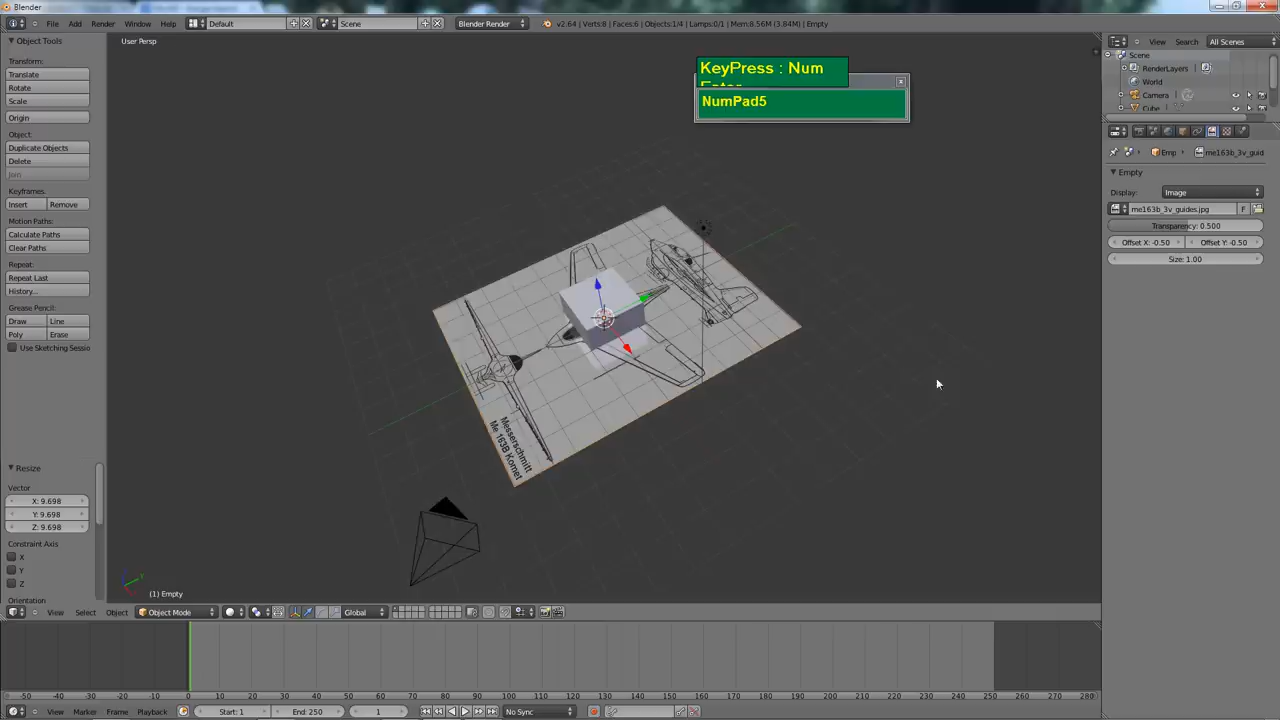 Blender
File Add Render Window Help
Default
Scene
Blender Render
v2.64 | Verts:8 | Faces:6 | Objects:1/4 | Lamps:0/1 | Mem:8.56M (3.84M) | Empty
Object Tools
Transform:
Translate
Rotate
Scale
Origin
Object:
Duplicate Objects
Delete
Join
Keyframes:
Insert Remove
Motion Paths:
Calculate Paths
Clear Paths
Repeat:
Repeat Last
History...
Grease Pencil:
Draw Line
Poly Erase
Use Sketching Sessio
Resize
Vector
X: 9.698
Y: 9.698
Z: 9.698
Constraint Axis
X
Y
Z
Orientation
User Persp
KeyPress : Num
Enter
NumPad5
Messerschmitt
Me 163B Komet
(1) Empty
View Select Object
Object Mode
Global
View Search All Scenes
Scene
RenderLayers
World
Camera
Cube
Emp me163b_3v_guid
Empty
Display: Image
me163b_3v_guides.jpg F
Transparency: 0.500
Offset X: -0.50 Offset Y: -0.50
Size: 1.00
-50 -40 -30 -20 -10 0 10 20 30 40 50 60 70 80 90 100 110 120 130 140 150 160 170 180 190 200 210 220 230 240 250 260 270 280
View Marker Frame Playback
Start: 1
End: 250
1
No Sync